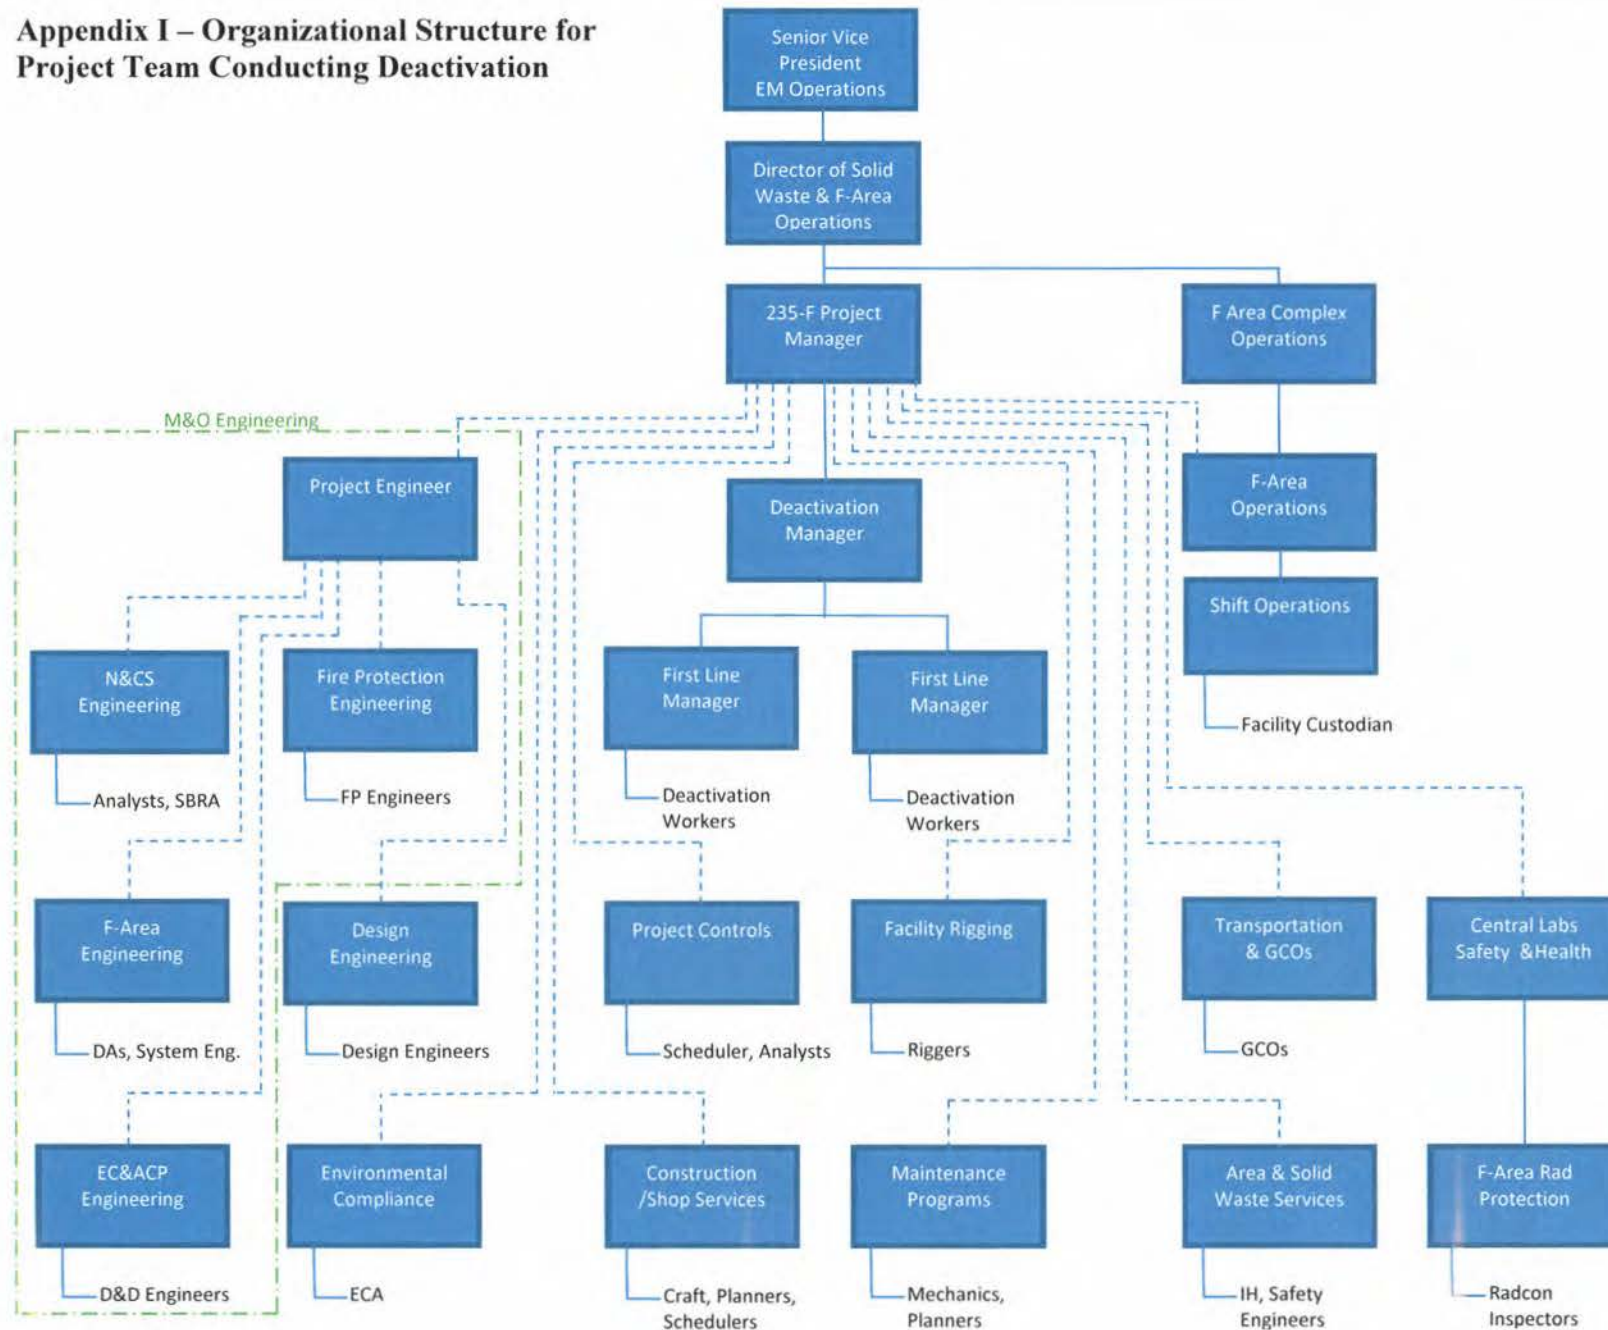 Appendix I – Organizational Structure for
Project Team Conducting Deactivation
Senior Vice
President
EM Operations
Director of Solid
Waste & F-Area
Operations
235-F Project
Manager
F Area Complex
Operations
M&O Engineering
Project Engineer
Deactivation
Manager
F-Area
Operations
Shift Operations
Facility Custodian
N&CS
Engineering
Analysts, SBRA
Fire Protection
Engineering
FP Engineers
First Line
Manager
Deactivation
Workers
First Line
Manager
Deactivation
Workers
F-Area
Engineering
DAs, System Eng.
Design
Engineering
Design Engineers
Project Controls
Scheduler, Analysts
Facility Rigging
Riggers
Transportation
& GCOs
GCOs
Central Labs
Safety &Health
EC&ACP
Engineering
D&D Engineers
Environmental
Compliance
ECA
Construction
/Shop Services
Craft, Planners,
Schedulers
Maintenance
Programs
Mechanics,
Planners
Area & Solid
Waste Services
IH, Safety
Engineers
F-Area Rad
Protection
Radcon
Inspectors